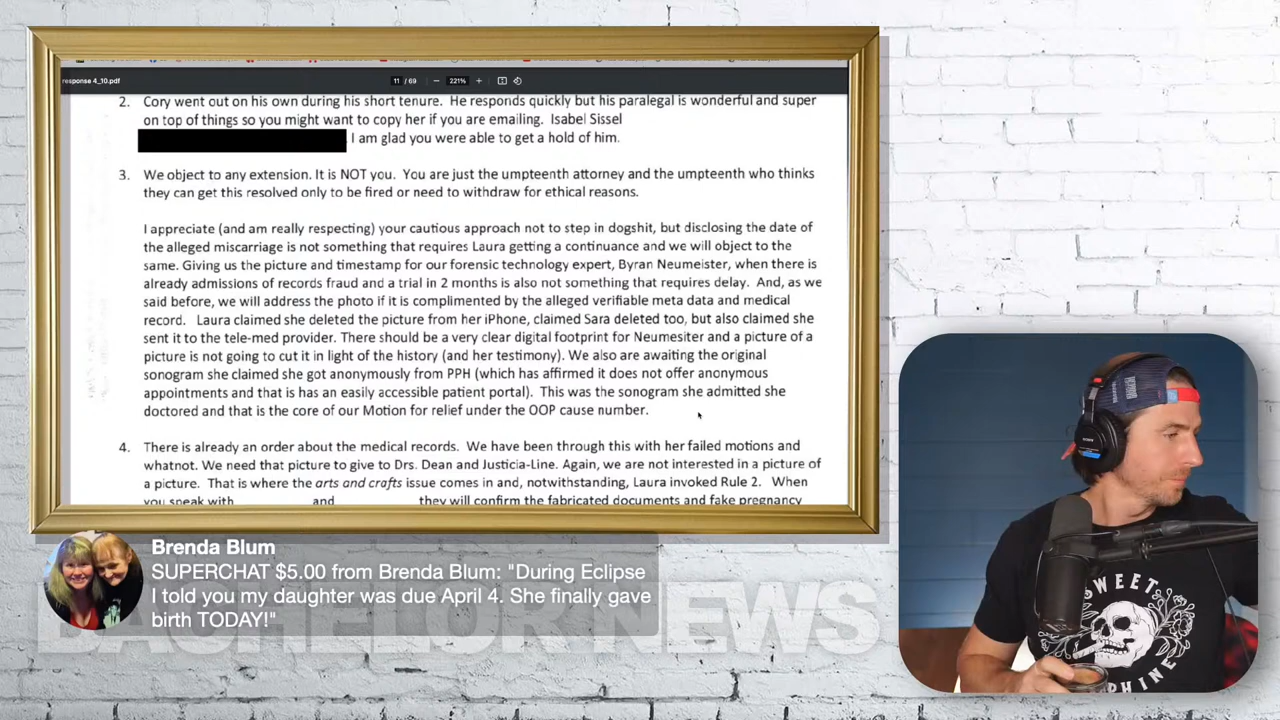 response 4_10.pdf
11 / 69
221%
2. Cory went out on his own during his short tenure. He responds quickly but his paralegal is wonderful and super
on top of things so you might want to copy her if you are emailing. Isabel Sissel
I am glad you were able to get a hold of him.
3. We object to any extension. It is NOT you. You are just the umpteenth attorney and the umpteenth who thinks
they can get this resolved only to be fired or need to withdraw for ethical reasons.
I appreciate (and am really respecting) your cautious approach not to step in dogshit, but disclosing the date of
the alleged miscarriage is not something that requires Laura getting a continuance and we will object to the
same. Giving us the picture and timestamp for our forensic technology expert, Byran Neumeister, when there is
already admissions of records fraud and a trial in 2 months is also not something that requires delay. And, as we
said before, we will address the photo if it is complimented by the alleged verifiable meta data and medical
record. Laura claimed she deleted the picture from her iPhone, claimed Sara deleted too, but also claimed she
sent it to the tele-med provider. There should be a very clear digital footprint for Neumesiter and a picture of a
picture is not going to cut it in light of the history (and her testimony). We also are awaiting the original
sonogram she claimed she got anonymously from PPH (which has affirmed it does not offer anonymous
appointments and that is has an easily accessible patient portal). This was the sonogram she admitted she
doctored and that is the core of our Motion for relief under the OOP cause number.
4. There is already an order about the medical records. We have been through this with her failed motions and
whatnot. We need that picture to give to Drs. Dean and Justicia-Line. Again, we are not interested in a picture of
a picture. That is where the arts and crafts issue comes in and, notwithstanding, Laura invoked Rule 2. When
you speak with and they will confirm the fabricated documents and fake pregnancy
Brenda Blum
SUPERCHAT $5.00 from Brenda Blum: "During Eclipse
I told you my daughter was due April 4. She finally gave
birth TODAY!"
BACHELOR NEWS
SWEET
PHINE
SONY